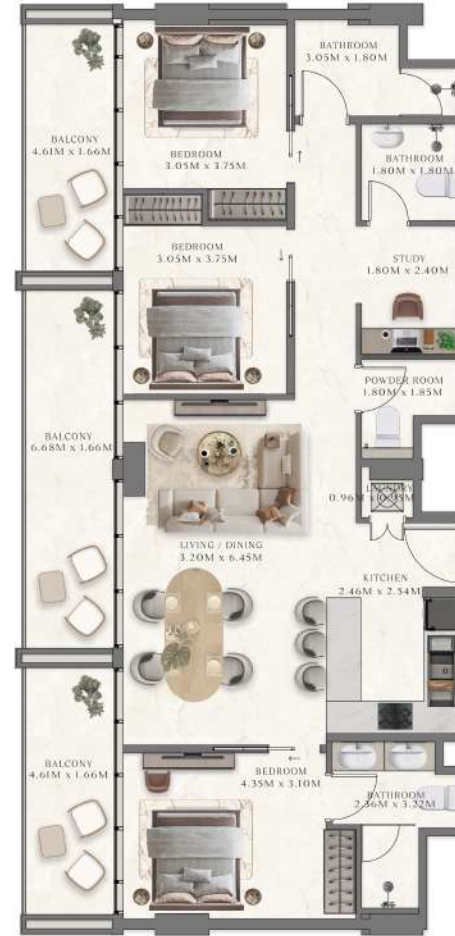 BATHROOM
3.05M x 1.80M
BALCONY
4.61M x 1.66M
BEDROOM
3.05M x 3.75M
BATHROOM
1.80M x 1.80M
BEDROOM
3.05M x 3.75M
STUDY
1.80M x 2.40M
POWDER ROOM
1.80M x 1.85M
BALCONY
6.68M x 1.66M
LAUNDRY
0.96M x
LIVING / DINING
3.20M x 6.45M
KITCHEN
2.46M x 2.54M
BALCONY
4.61M x 1.66M
BEDROOM
4.35M x 3.10M
BATHROOM
2.36M x 3.22M